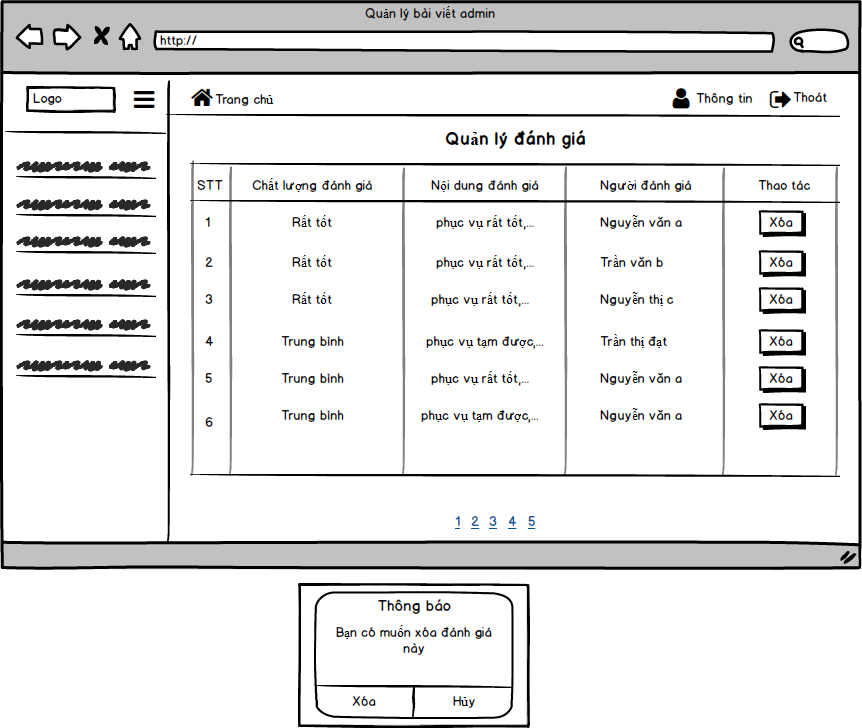 Quản lý bài viết admin
http://
Logo
Trang chủ
Thông tin
Thoát
Quản lý đánh giá
STT Chất lượng đánh giá Nội dung đánh giá Người đánh giá Thao tác
1 Rất tốt phục vụ rất tốt,... Nguyễn văn a Xóa
2 Rất tốt phục vụ rất tốt,... Trần văn b Xóa
3 Rất tốt phục vụ rất tốt,... Nguyễn thị c Xóa
4 Trung bình phục vụ tạm được,... Trần thị đạt Xóa
5 Trung bình phục vụ rất tốt,... Nguyễn văn a Xóa
6 Trung bình phục vụ tạm được,... Nguyễn văn a Xóa
1 2 3 4 5
Thông báo
Bạn có muốn xóa đánh giá
này
Xóa Hủy